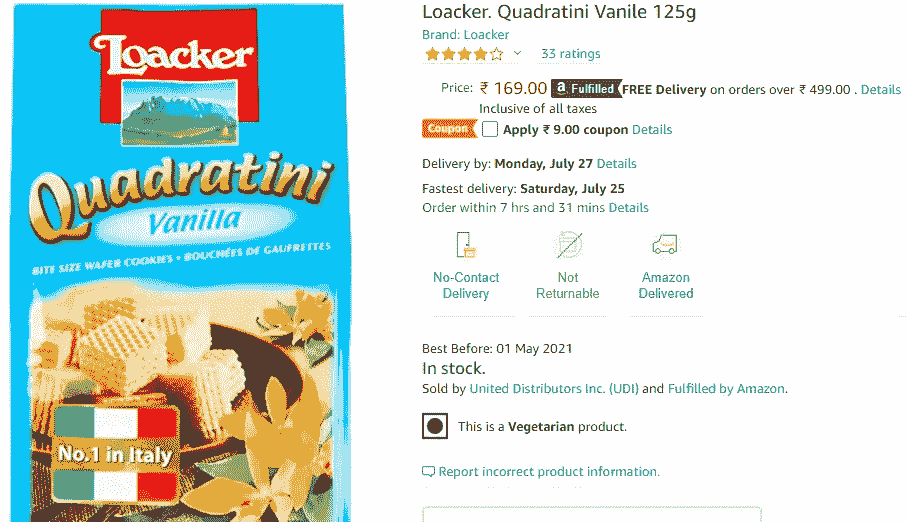 Loacker
Quadratini
Vanilla
BITE SIZE WAFER COOKIES • BOUCHÉES DE GAUFRETTES
No.1 in Italy
Loacker. Quadratini Vanile 125g
Brand: Loacker
33 ratings
Price: ₹ 169.00 a Fulfilled FREE Delivery on orders over ₹ 499.00 . Details
Inclusive of all taxes
Coupon Apply ₹ 9.00 coupon Details
Delivery by: Monday, July 27 Details
Fastest delivery: Saturday, July 25
Order within 7 hrs and 31 mins Details
No-Contact Not Amazon
Delivery Returnable Delivered
Best Before: 01 May 2021
In stock.
Sold by United Distributors Inc. (UDI) and Fulfilled by Amazon.
This is a Vegetarian product.
Report incorrect product information.